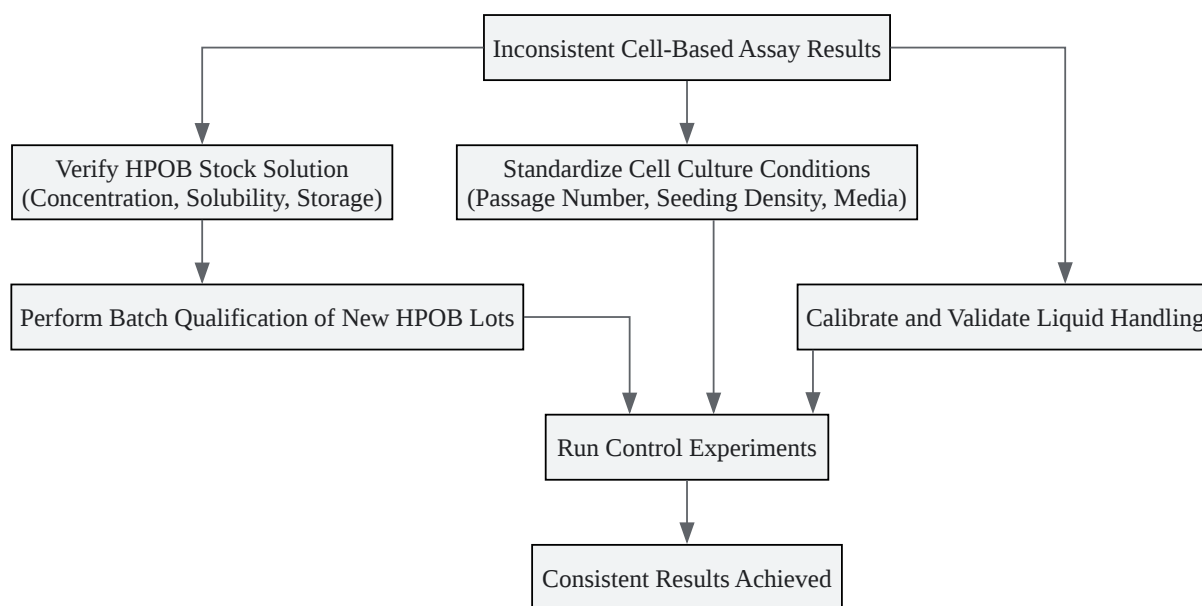 Inconsistent Cell-Based Assay Results
Verify HPOB Stock Solution
(Concentration, Solubility, Storage)
Standardize Cell Culture Conditions
(Passage Number, Seeding Density, Media)
Perform Batch Qualification of New HPOB Lots
Calibrate and Validate Liquid Handling
Run Control Experiments
Consistent Results Achieved